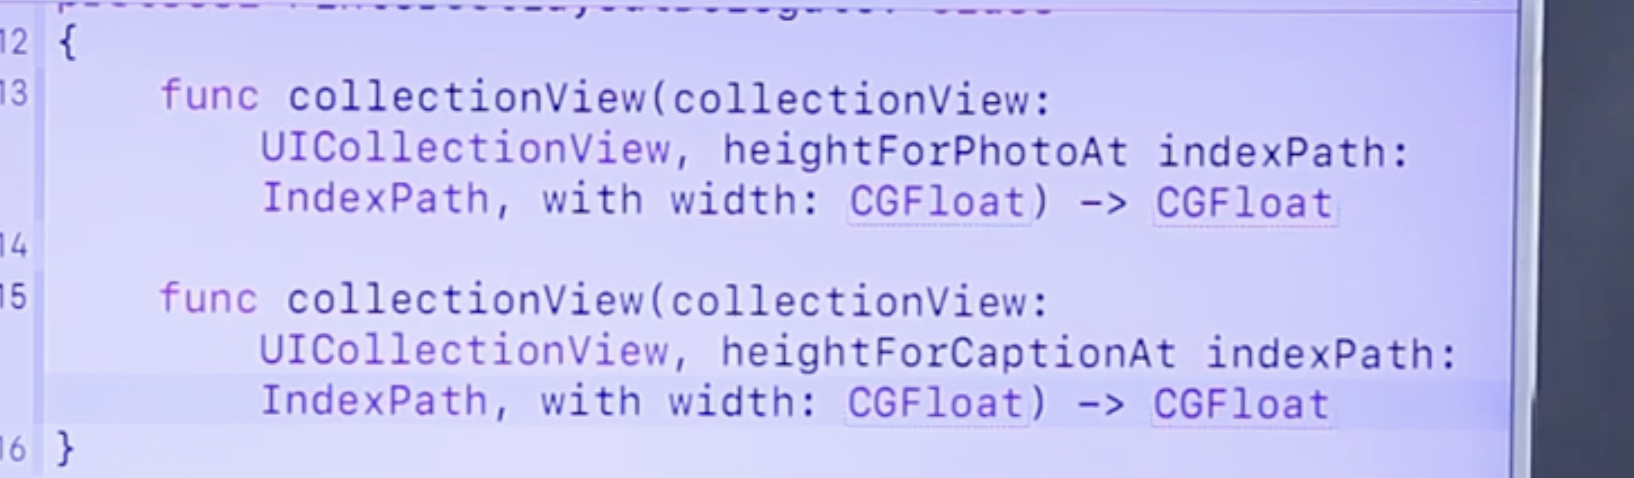 12 {
13 func collectionView(collectionView:
UICollectionView, heightForPhotoAt indexPath:
IndexPath, with width: CGFloat) -> CGFloat
14
15 func collectionView(collectionView:
UICollectionView, heightForCaptionAt indexPath:
IndexPath, with width: CGFloat) -> CGFloat
16 }